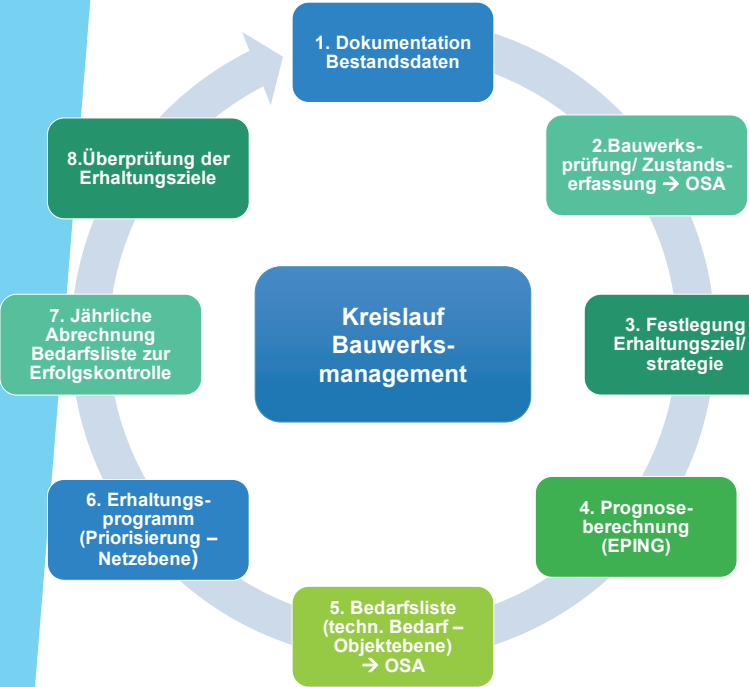 1. Dokumentation
Bestandsdaten
2.Bauwerks-
prüfung/ Zustands-
erfassung → OSA
3. Festlegung
Erhaltungsziel/
strategie
4. Prognose-
berechnung
(EPING)
5. Bedarfsliste
(techn. Bedarf –
Objektebene)
→ OSA
6. Erhaltungs-
programm
(Priorisierung –
Netzebene)
7. Jährliche
Abrechnung
Bedarfsliste zur
Erfolgskontrolle
8.Überprüfung der
Erhaltungsziele
Kreislauf
Bauwerks-
management